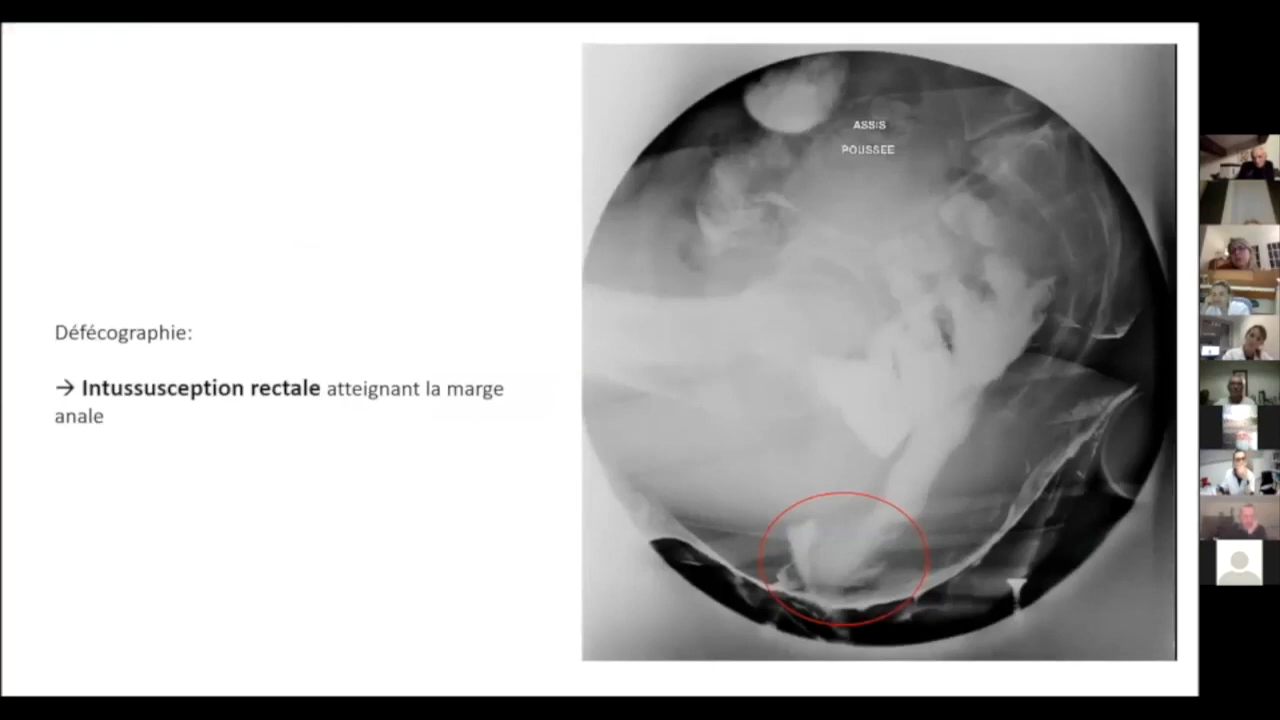 Défécographie:
→ Intussusception rectale atteignant la marge
anale
ASSIS
POUSSEE